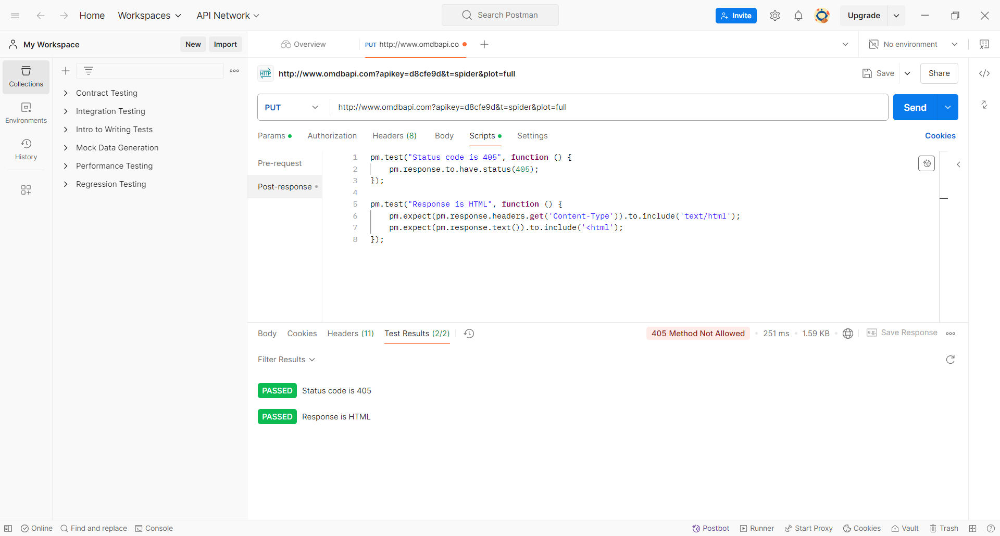 Home Workspaces API Network Search Postman Invite Upgrade
My Workspace New Import Overview PUT http://www.omdbapi.co No environment
HTTP http://www.omdbapi.com?apikey=d8cfe9d&t=spider&plot=full Save Share
Collections
Environments
History
Contract Testing
Integration Testing
Intro to Writing Tests
Mock Data Generation
Performance Testing
Regression Testing
PUT http://www.omdbapi.com?apikey=d8cfe9d&t=spider&plot=full Send
Params Authorization Headers (8) Body Scripts Settings Cookies
Pre-request
Post-response
1 pm.test("Status code is 405", function () {
2 pm.response.to.have.status(405);
3 });
4
5 pm.test("Response is HTML", function () {
6 pm.expect(pm.response.headers.get('Content-Type')).to.include('text/html');
7 pm.expect(pm.response.text()).to.include('<html');
8 });
Body Cookies Headers (11) Test Results (2/2) 405 Method Not Allowed 251 ms 1.59 KB e.g. Save Response
Filter Results
PASSED Status code is 405
PASSED Response is HTML
Online Find and replace Console Postbot Runner Start Proxy Cookies Vault Trash